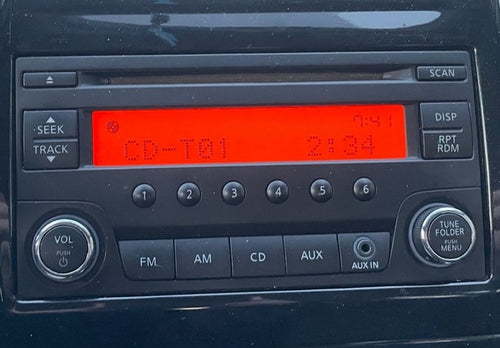 SCAN
7:41
CD-T01 2:34
SEEK
TRACK
DISP
RPT
RDM
1 2 3 4 5 6
VOL
PUSH
FM AM CD AUX
AUX IN
TUNE
FOLDER
PUSH
MENU